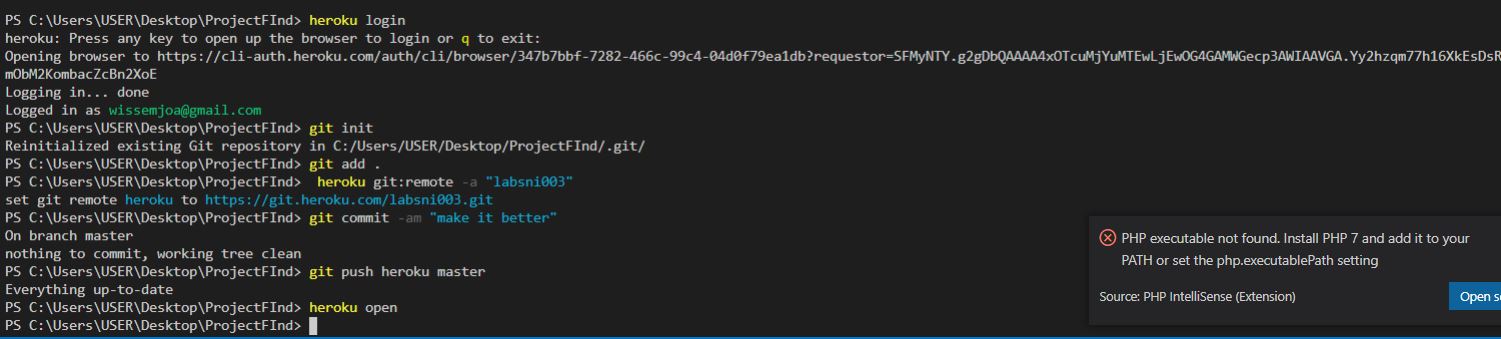 PS C:\Users\USER\Desktop\ProjectFInd> heroku login
heroku: Press any key to open up the browser to login or q to exit:
Opening browser to https://cli-auth.heroku.com/auth/cli/browser/347b7bbf-7282-466c-99c4-04d0f79ea1db?requestor=SFMyNTY.g2gDbQAAAA4xOTcuMjYuMTEwLjEwOG4GAMWGecp3AWIAAVGA.Yy2hzqm77h16XkEsDsR
mObM2KombacZcBn2XoE
Logging in... done
Logged in as wissemjoa@gmail.com
PS C:\Users\USER\Desktop\ProjectFInd> git init
Reinitialized existing Git repository in C:/Users/USER/Desktop/ProjectFInd/.git/
PS C:\Users\USER\Desktop\ProjectFInd> git add .
PS C:\Users\USER\Desktop\ProjectFInd>  heroku git:remote -a "labsni003"
set git remote heroku to https://git.heroku.com/labsni003.git
PS C:\Users\USER\Desktop\ProjectFInd> git commit -am "make it better"
On branch master
nothing to commit, working tree clean
PS C:\Users\USER\Desktop\ProjectFInd> git push heroku master
Everything up-to-date
PS C:\Users\USER\Desktop\ProjectFInd> heroku open
PS C:\Users\USER\Desktop\ProjectFInd>
PHP executable not found. Install PHP 7 and add it to your
PATH or set the php.executablePath setting
Source: PHP IntelliSense (Extension)
Open se